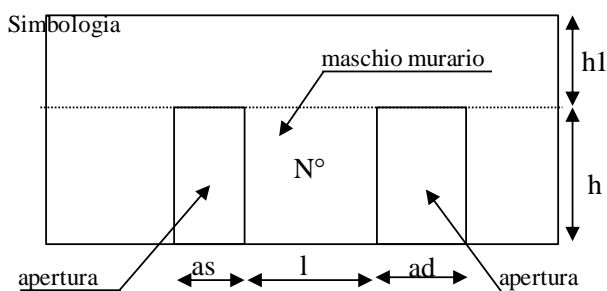 Simbologia
maschio murario
h1
N°
h
as
l
ad
apertura
apertura